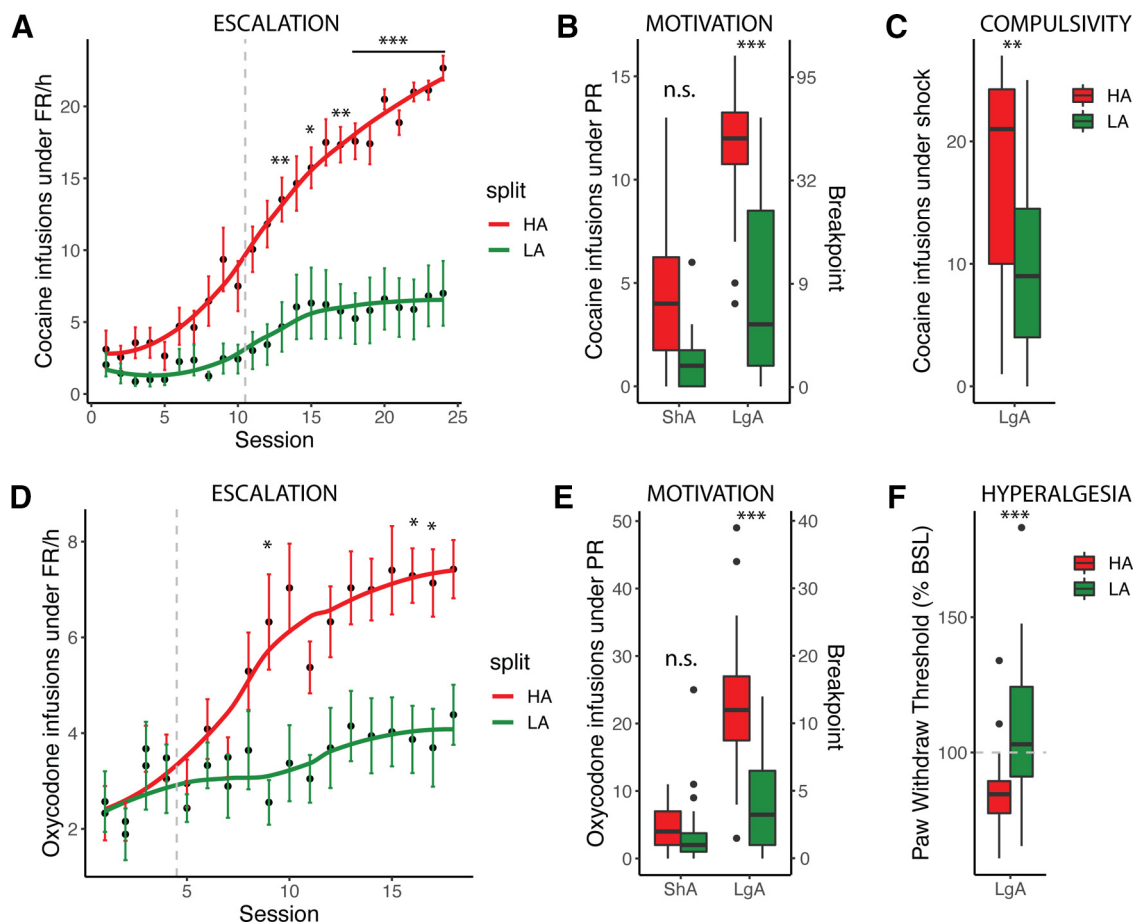 A
ESCALATION
Cocaine infusions under FR/h
0
5
10
15
20
** * ** ***
split
HA
LA
0 5 10 15 20 25
Session
B
MOTIVATION
Cocaine infusions under PR
0
5
10
15
n.s.
***
95
32
9
0
Breakpoint
ShA LgA
C
COMPULSIVITY
Cocaine infusions under shock
0
10
20
**
HA
LA
LgA
D
ESCALATION
Oxycodone infusions under FR/h
2
4
6
8
* * *
split
HA
LA
5 10 15
Session
E
MOTIVATION
Oxycodone infusions under PR
0
10
20
30
40
50
n.s.
***
40
30
20
10
5
0
Breakpoint
ShA LgA
F
HYPERALGESIA
Paw Withdraw Threshold (% BSL)
100
150
***
HA
LA
LgA